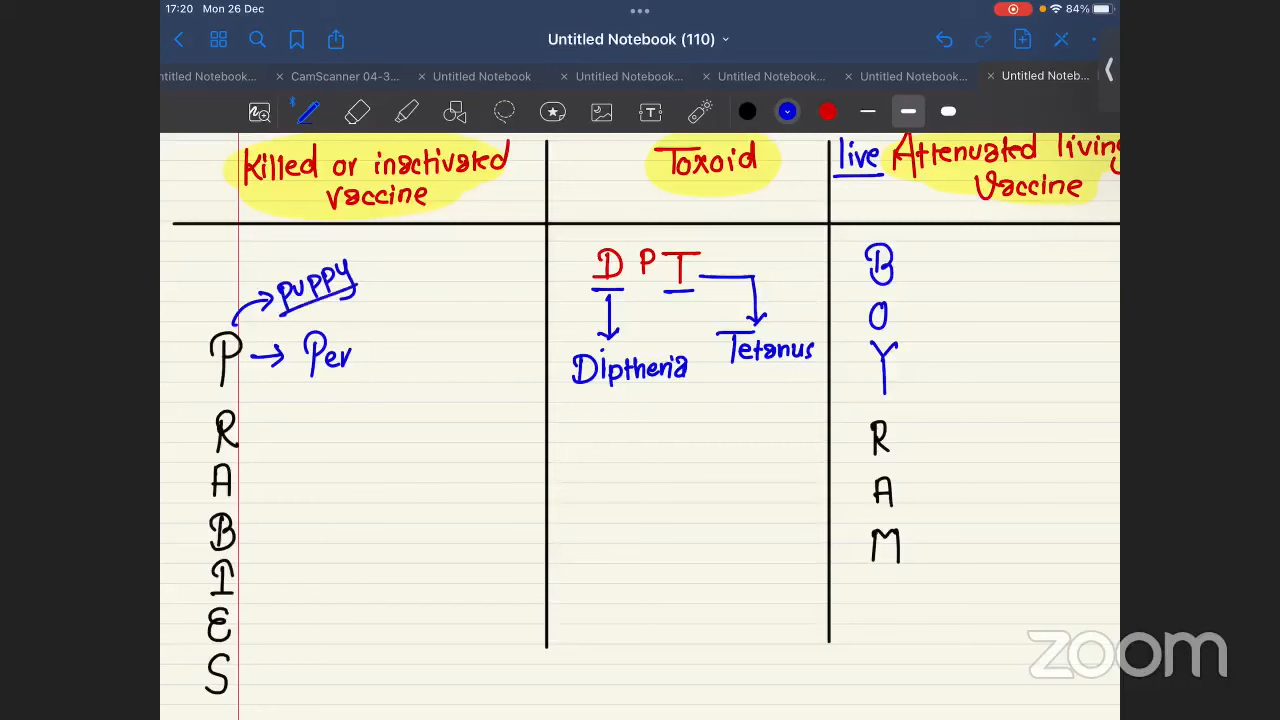 17:20 Mon 26 Dec
84%
Untitled Notebook (110)
ntitled Notebook...
CamScanner 04-3...
Untitled Notebook
Untitled Notebook...
Untitled Notebook...
Untitled Notebook...
Untitled Noteb...
Killed or inactivated
vaccine
Toxoid
live Attenuated living
Vaccine
puppy
P → Per
R
A
B
I
E
S
D P T
Diptheria
Tetanus
B
O
Y
R
A
M
zoom